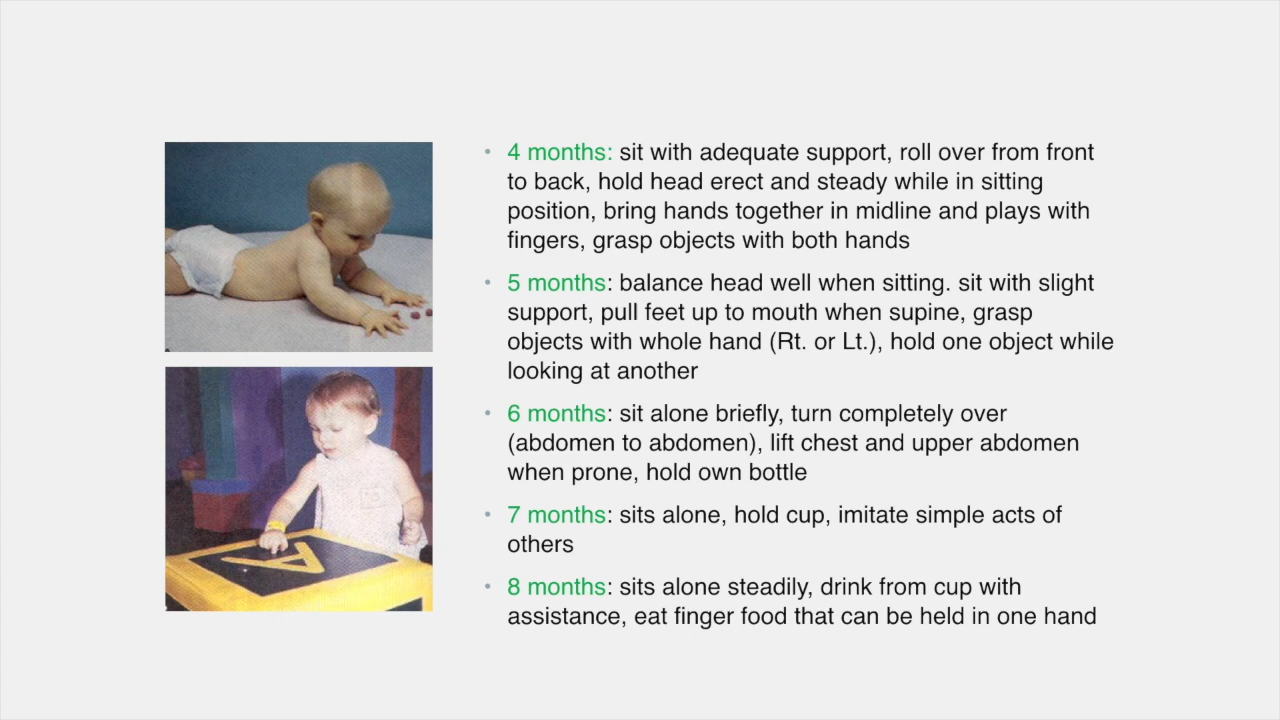 • 4 months: sit with adequate support, roll over from front
to back, hold head erect and steady while in sitting
position, bring hands together in midline and plays with
fingers, grasp objects with both hands
• 5 months: balance head well when sitting. sit with slight
support, pull feet up to mouth when supine, grasp
objects with whole hand (Rt. or Lt.), hold one object while
looking at another
• 6 months: sit alone briefly, turn completely over
(abdomen to abdomen), lift chest and upper abdomen
when prone, hold own bottle
• 7 months: sits alone, hold cup, imitate simple acts of
others
• 8 months: sits alone steadily, drink from cup with
assistance, eat finger food that can be held in one hand
A